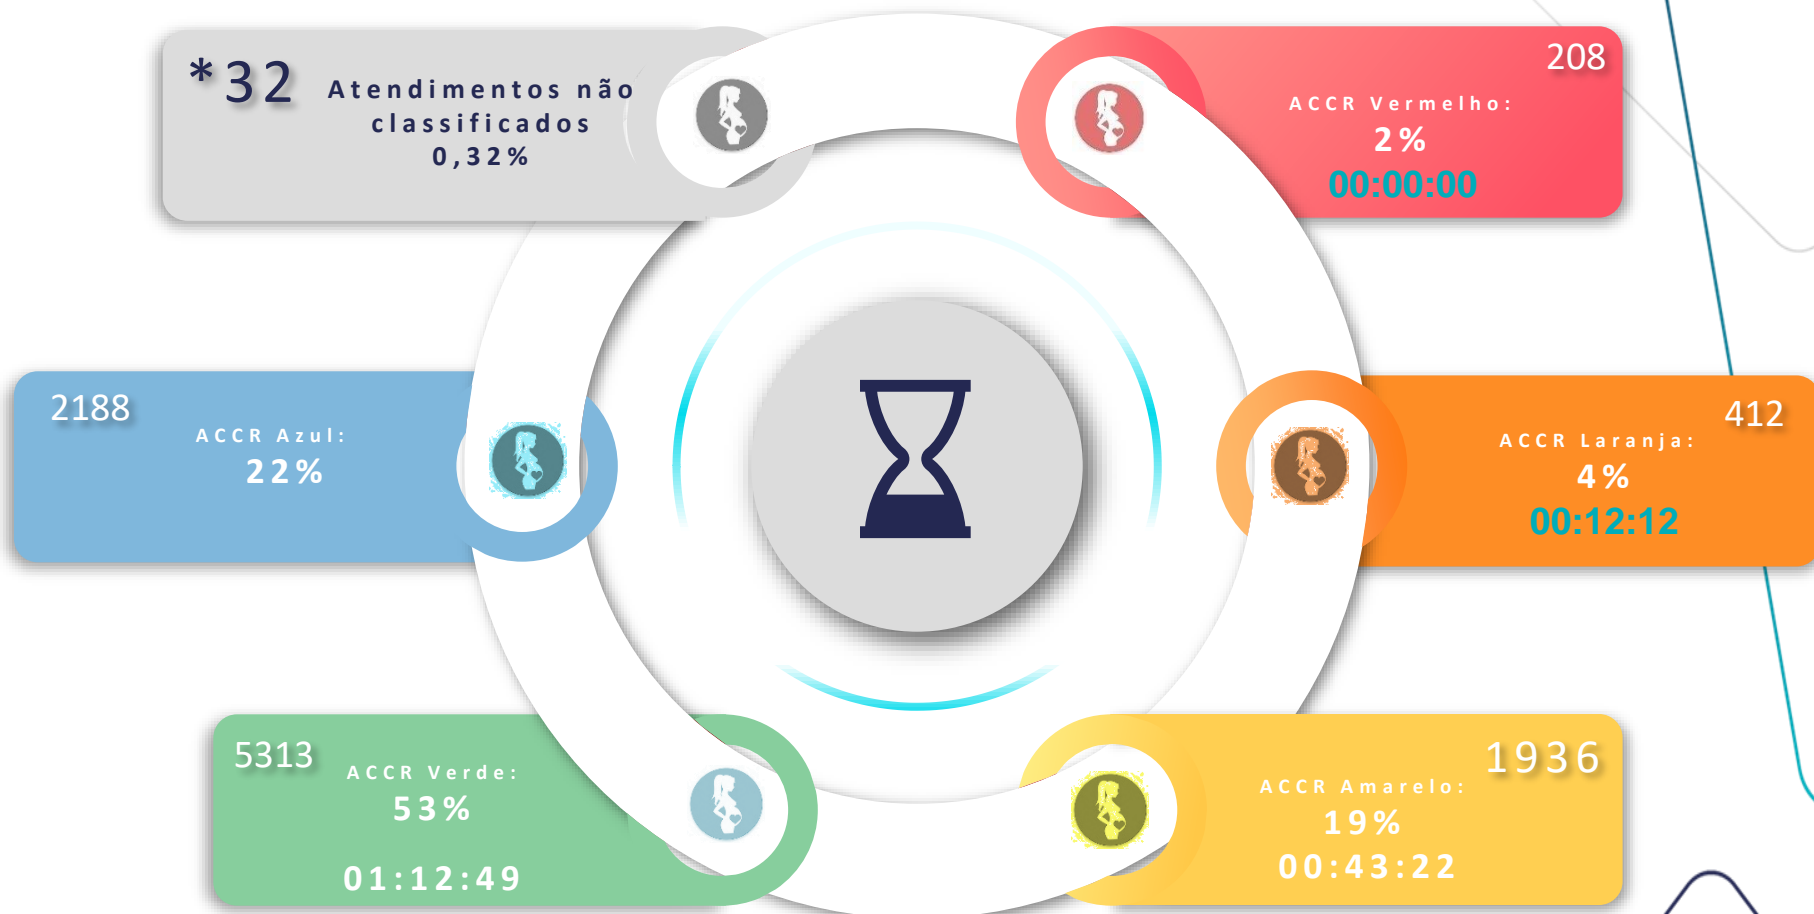 *32
Atendimentos não
classificados
0,32%
208
ACCR Vermelho:
2%
00:00:00
2188
ACCR Azul:
22%
412
ACCR Laranja:
4%
00:12:12
5313
ACCR Verde:
53%
01:12:49
1936
ACCR Amarelo:
19%
00:43:22